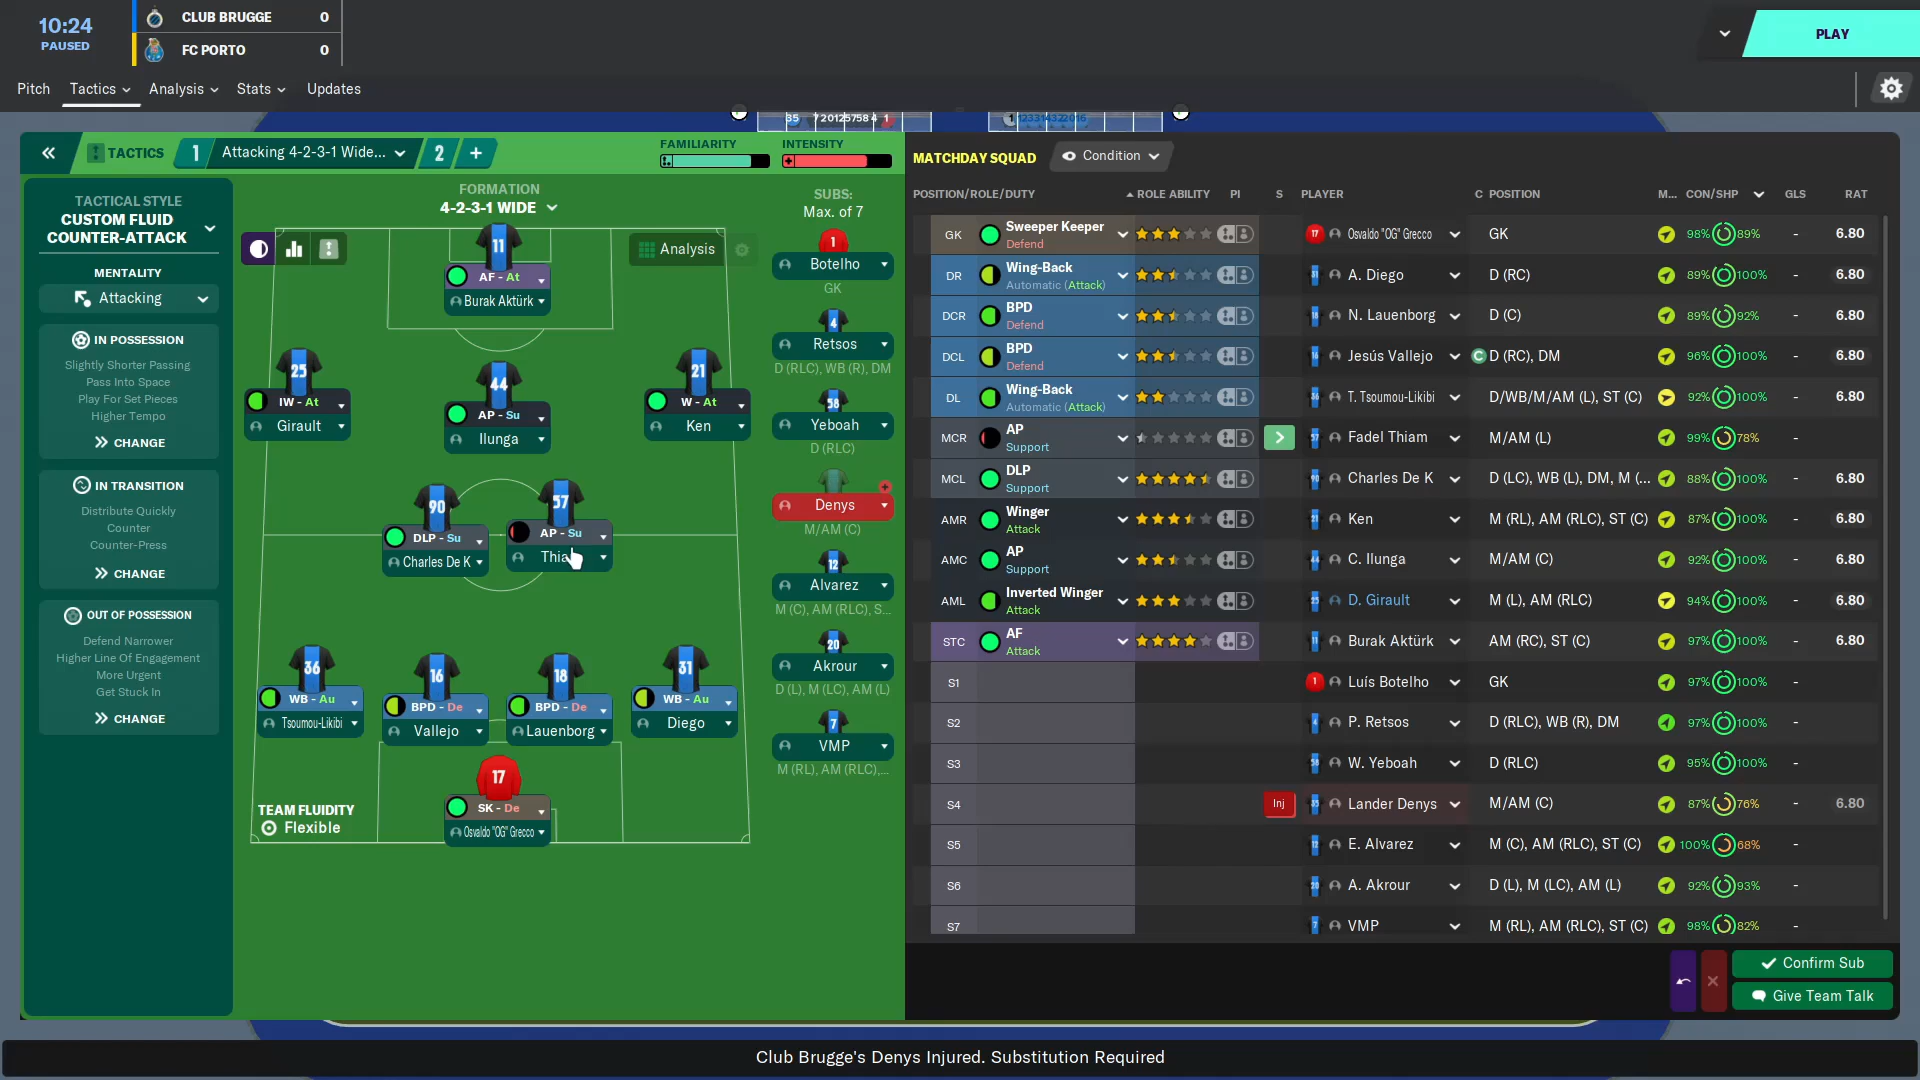 10:24
PAUSED
CLUB BRUGGE 0
FC PORTO 0
PLAY
Pitch Tactics Analysis Stats Updates
TACTICS 1 Attacking 4-2-3-1 Wide... 2 +
FAMILIARITY
INTENSITY
TACTICAL STYLE
CUSTOM FLUID
COUNTER-ATTACK
MENTALITY
Attacking
IN POSSESSION
Slightly Shorter Passing
Pass Into Space
Play For Set Pieces
Higher Tempo
CHANGE
IN TRANSITION
Distribute Quickly
Counter
Counter-Press
CHANGE
OUT OF POSSESSION
Defend Narrower
Higher Line Of Engagement
More Urgent
Get Stuck In
CHANGE
FORMATION
4-2-3-1 WIDE
Analysis
11
AF - At
Burak Aktürk
25
IW - At
Girault
44
AP - Su
Ilunga
21
W - At
Ken
90
DLP - Su
Charles De K
57
AP - Su
36
WB - Au
Tsoumou-Likibi
16
BPD - De
Vallejo
18
BPD - De
Lauenborg
31
WB - Au
Diego
17
SK - De
Osvaldo "OG" Grecco
TEAM FLUIDITY
Flexible
SUBS:
Max. of 7
1
Botelho
GK
4
Retsos
D (RLC), WB (R), DM
58
Yeboah
D (RLC)
Denys
M/AM (C)
12
Alvarez
M (C), AM (RLC), S...
20
Akrour
D (L), M (LC), AM (L)
7
VMP
M (RL), AM (RLC),...
MATCHDAY SQUAD Condition
POSITION/ROLE/DUTY ROLE ABILITY PI S PLAYER C POSITION M... CON/SHP GLS RAT
GK Sweeper Keeper Defend 17 Osvaldo "OG" Grecco GK 98% 89% - 6.80
DR Wing-Back Automatic (Attack) A. Diego D (RC) 89% 100% - 6.80
DCR BPD Defend N. Lauenborg D (C) 89% 92% - 6.80
DCL BPD Defend Jesús Vallejo C D (RC), DM 96% 100% - 6.80
DL Wing-Back Automatic (Attack) T. Tsoumou-Likibi D/WB/M/AM (L), ST (C) 92% 100% - 6.80
MCR AP Support Fadel Thiam M/AM (L) 99% 78% -
MCL DLP Support Charles De K D (LC), WB (L), DM, M (... 88% 100% - 6.80
AMR Winger Attack Ken M (RL), AM (RLC), ST (C) 87% 100% - 6.80
AMC AP Support C. Ilunga M/AM (C) 92% 100% - 6.80
AML Inverted Winger Attack D. Girault M (L), AM (RLC) 94% 100% - 6.80
STC AF Attack Burak Aktürk AM (RC), ST (C) 97% 100% - 6.80
S1 1 Luís Botelho GK 97% 100% -
S2 P. Retsos D (RLC), WB (R), DM 97% 100% -
S3 W. Yeboah D (RLC) 95% 100% -
S4 Inj Lander Denys M/AM (C) 87% 76% - 6.80
S5 E. Alvarez M (C), AM (RLC), ST (C) 100% 68% -
S6 A. Akrour D (L), M (LC), AM (L) 92% 93% -
S7 VMP M (RL), AM (RLC), ST (C) 98% 82% -
Confirm Sub
Give Team Talk
Club Brugge's Denys Injured. Substitution Required